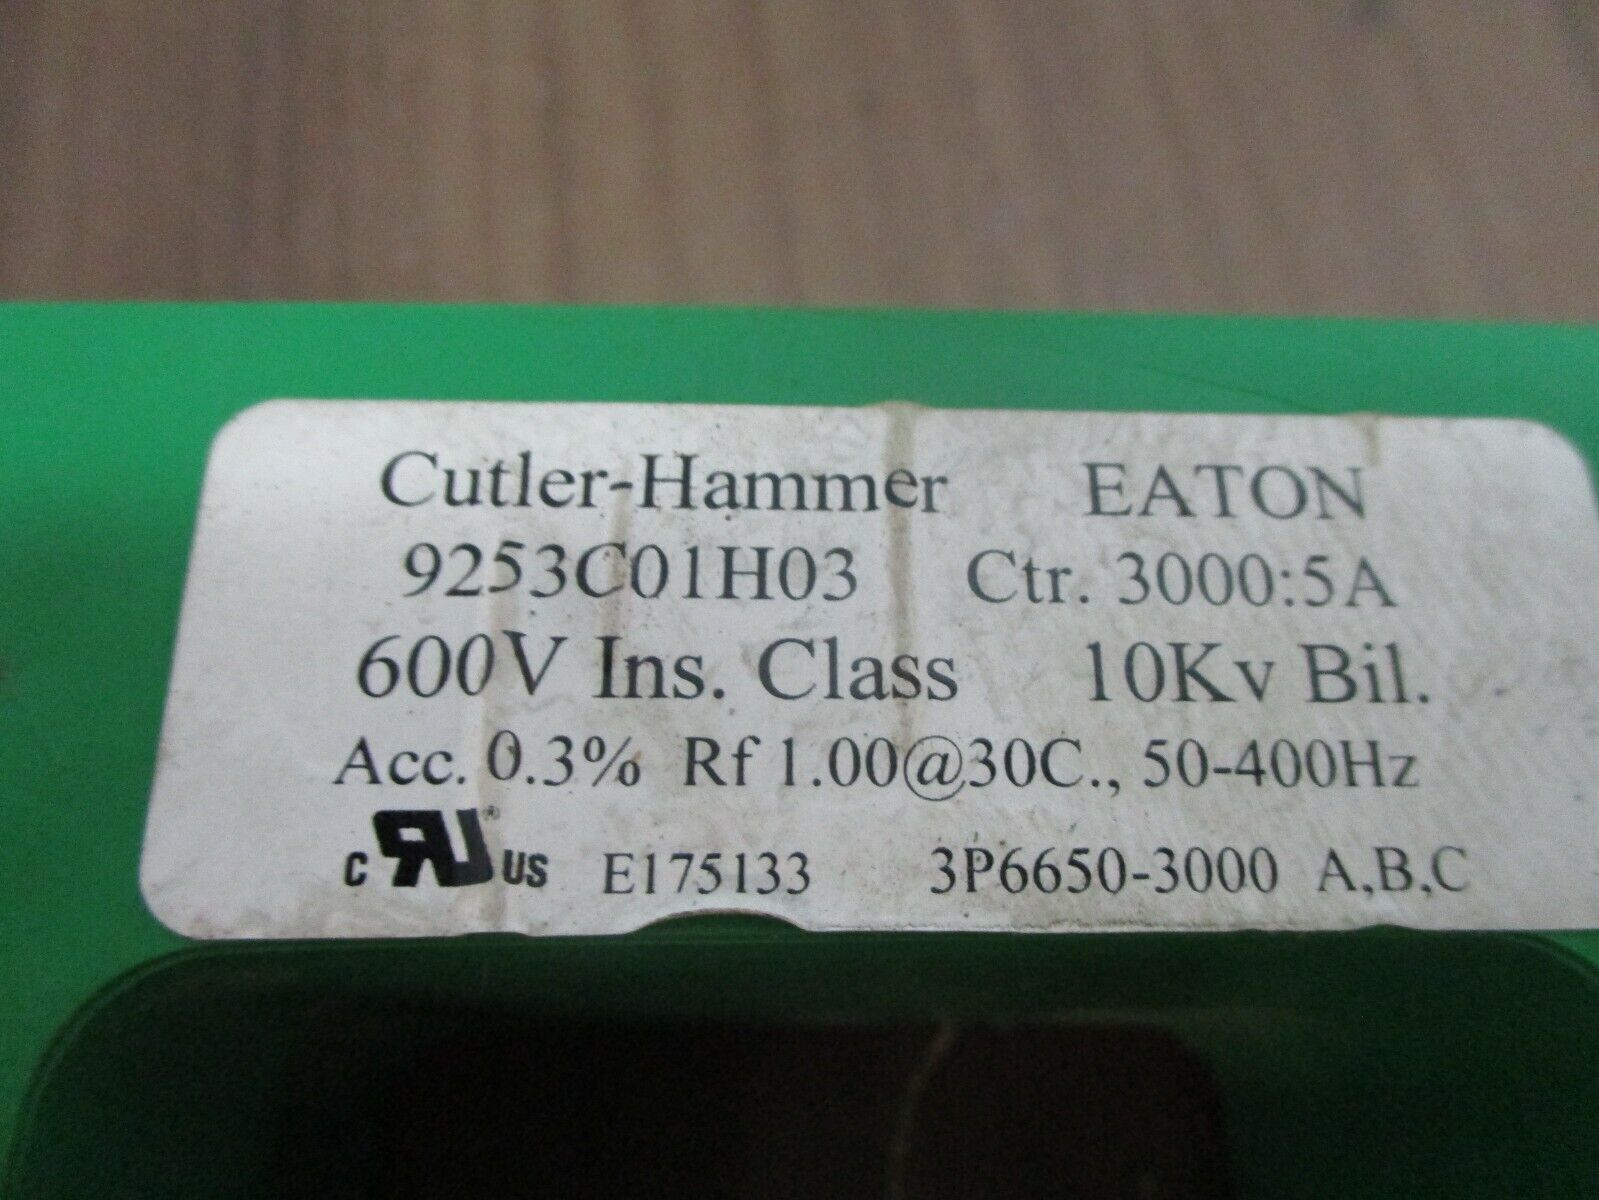 Cutler-Hammer EATON
9253C01H03 Ctr. 3000:5A
600V Ins. Class 10Kv Bil.
Acc. 0.3% Rf 1.00@30C., 50-400Hz
C RU ® US E175133 3P6650-3000 A,B,C